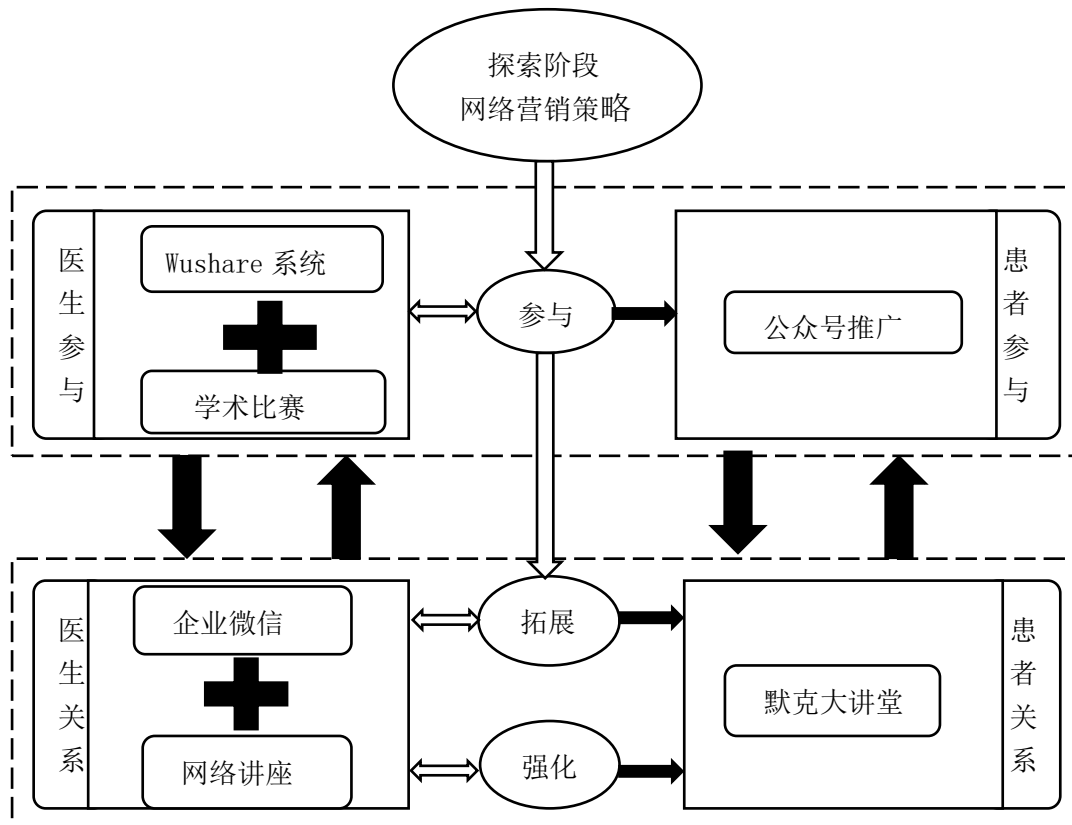 探索阶段
网络营销策略
医生参与
Wushare 系统
学术比赛
参与
公众号推广
患者参与
医生关系
企业微信
网络讲座
拓展
强化
默克大讲堂
患者关系